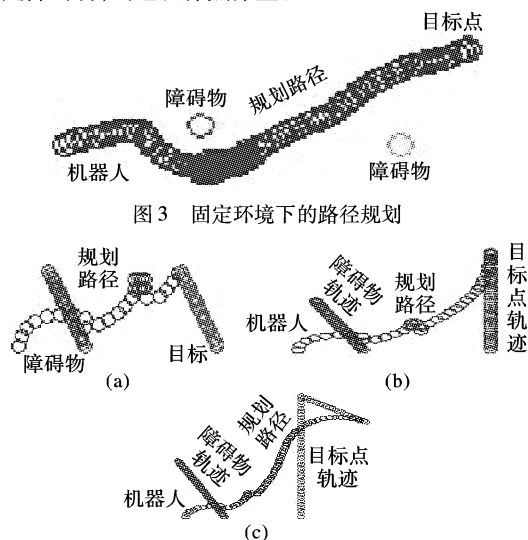 目标点
规划路径
障碍物
机器人
障碍物
图3 固定环境下的路径规划
规划
路径
障碍物
目标
(a)
障碍物
轨迹
规划
路径
机器人
目标点轨迹
(b)
规划
路径
障碍物
轨迹
机器人
目标点
轨迹
(c)